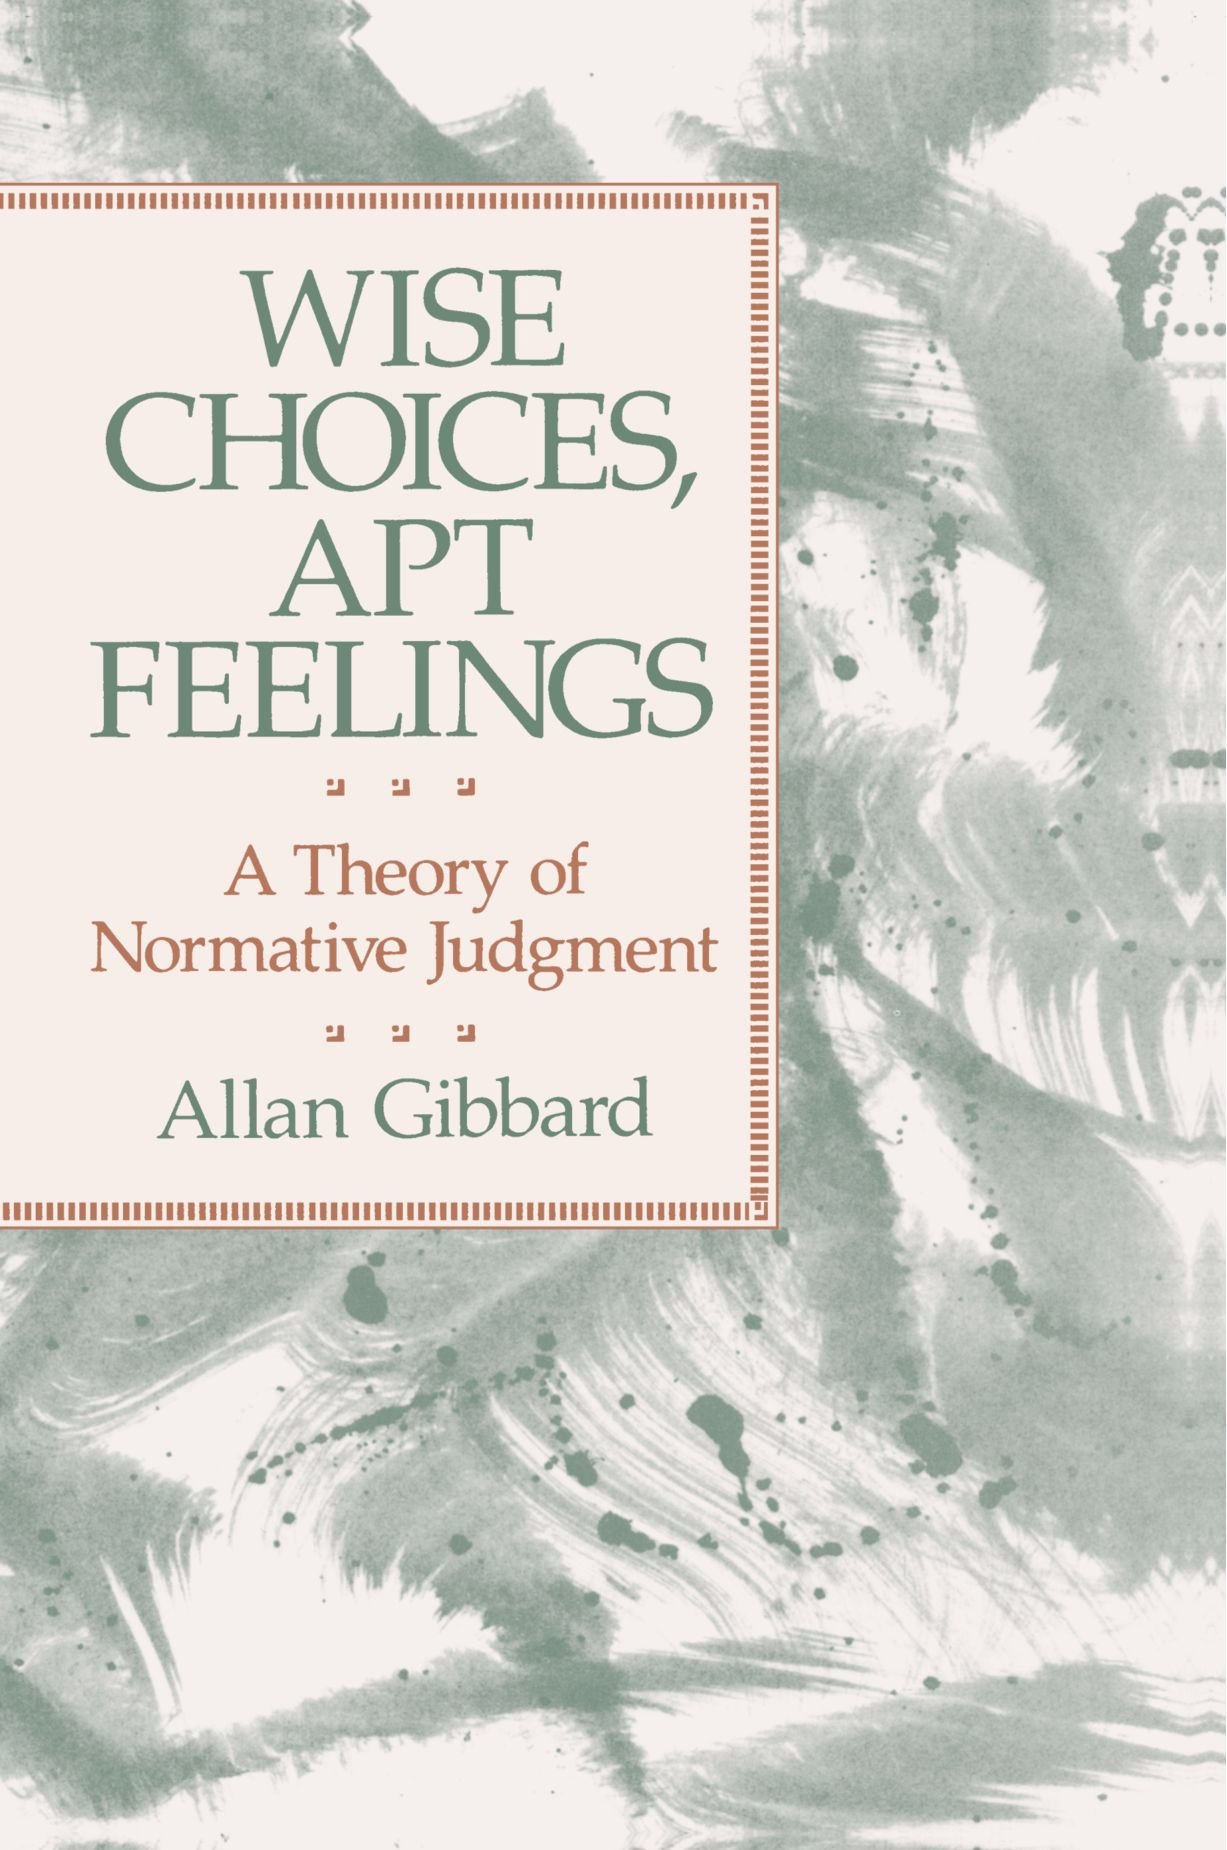 WISE
CHOICES,
APT
FEELINGS
A Theory of
Normative Judgment
Allan Gibbard